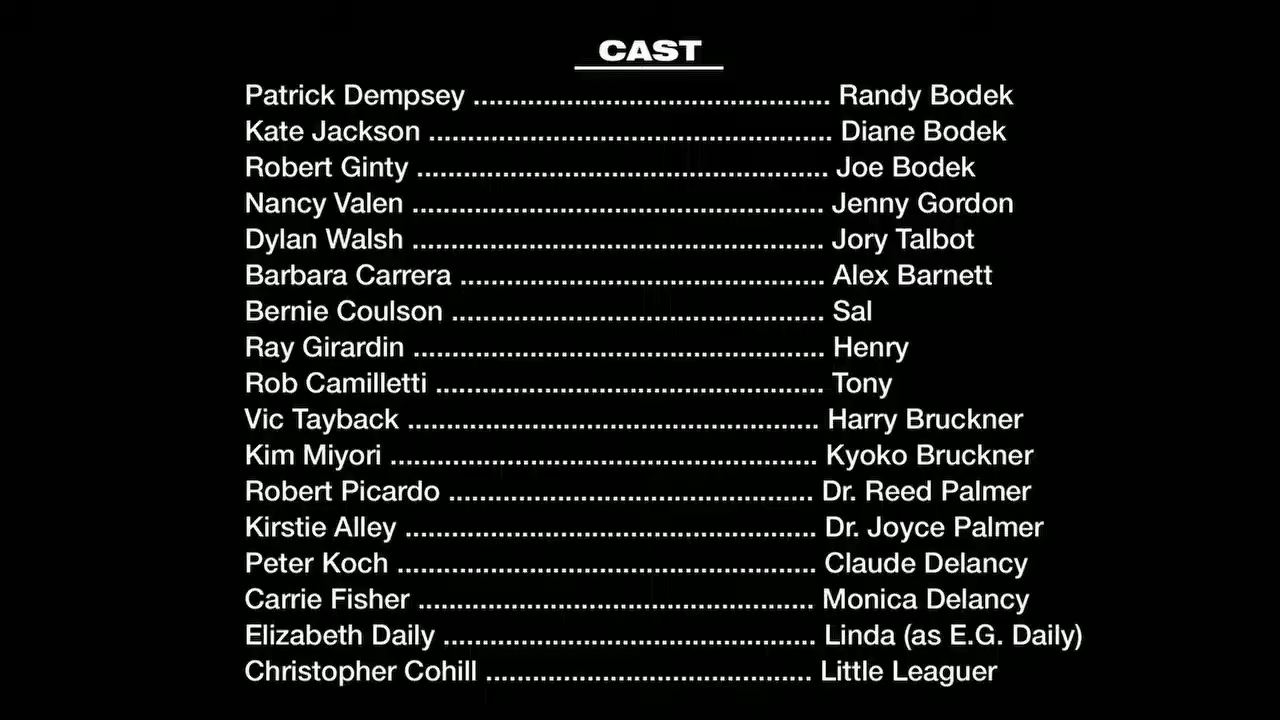 CAST
Patrick Dempsey .............................................. Randy Bodek
Kate Jackson .................................................... Diane Bodek
Robert Ginty ..................................................... Joe Bodek
Nancy Valen ..................................................... Jenny Gordon
Dylan Walsh ..................................................... Jory Talbot
Barbara Carrera ............................................... Alex Barnett
Bernie Coulson ................................................ Sal
Ray Girardin ..................................................... Henry
Rob Camilletti .................................................. Tony
Vic Tayback ..................................................... Harry Bruckner
Kim Miyori ....................................................... Kyoko Bruckner
Robert Picardo ............................................... Dr. Reed Palmer
Kirstie Alley ..................................................... Dr. Joyce Palmer
Peter Koch ...................................................... Claude Delancy
Carrie Fisher ................................................... Monica Delancy
Elizabeth Daily ................................................ Linda (as E.G. Daily)
Christopher Cohill .......................................... Little Leaguer